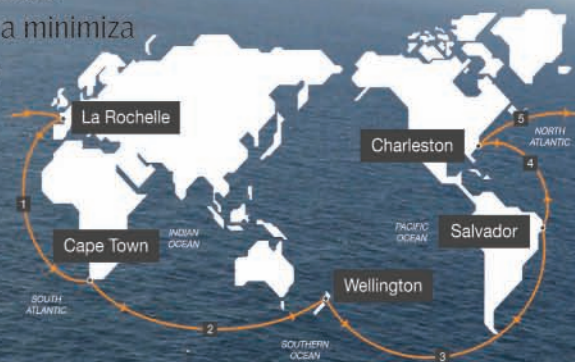 a minimiza
La Rochelle
Charleston
5
NORTH
ATLANTIC
4
1
Cape Town
INDIAN
OCEAN
PACIFIC
OCEAN
Salvador
SOUTH
ATLANTIC
2
Wellington
SOUTHERN
OCEAN
3